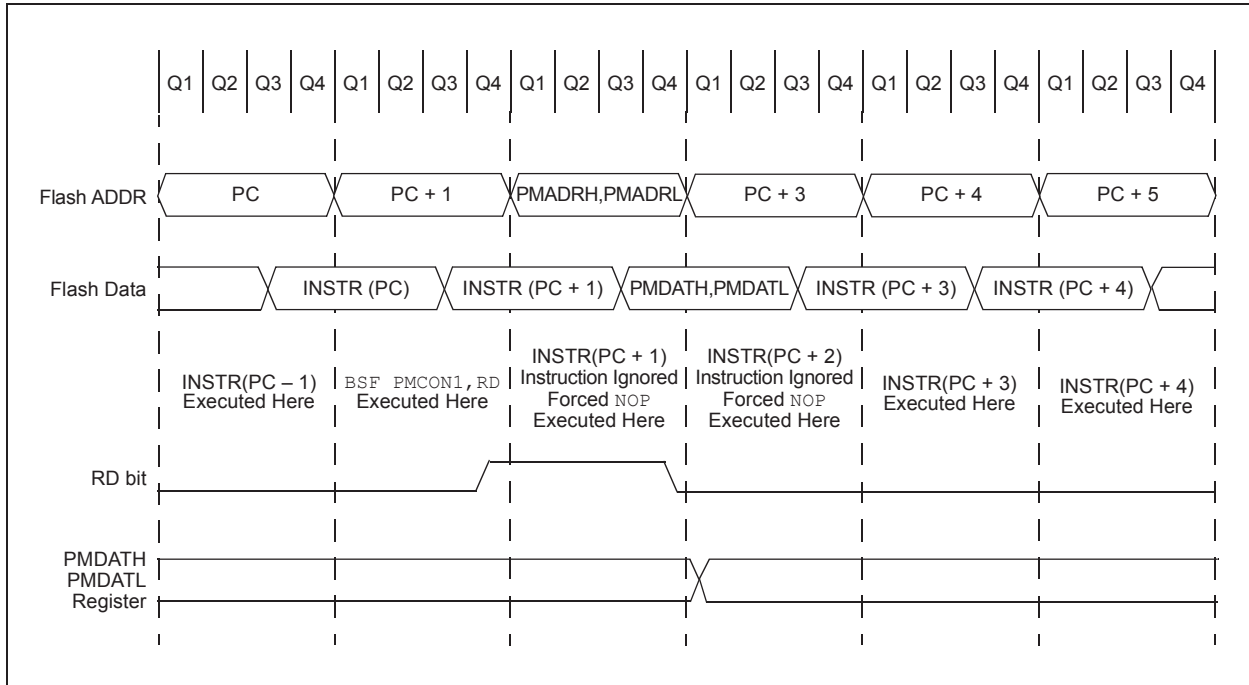 Q1 Q2 Q3 Q4 Q1 Q2 Q3 Q4 Q1 Q2 Q3 Q4 Q1 Q2 Q3 Q4 Q1 Q2 Q3 Q4 Q1 Q2 Q3 Q4
Flash ADDR PC PC + 1 PMADRH,PMADRL PC + 3 PC + 4 PC + 5
Flash Data INSTR (PC) INSTR (PC + 1) PMDATH,PMDATL INSTR (PC + 3) INSTR (PC + 4)
INSTR(PC – 1)
Executed Here
BSF PMCON1,RD
Executed Here
INSTR(PC + 1)
Instruction Ignored
Forced NOP
Executed Here
INSTR(PC + 2)
Instruction Ignored
Forced NOP
Executed Here
INSTR(PC + 3)
Executed Here
INSTR(PC + 4)
Executed Here
RD bit
PMDATH
PMDATL
Register